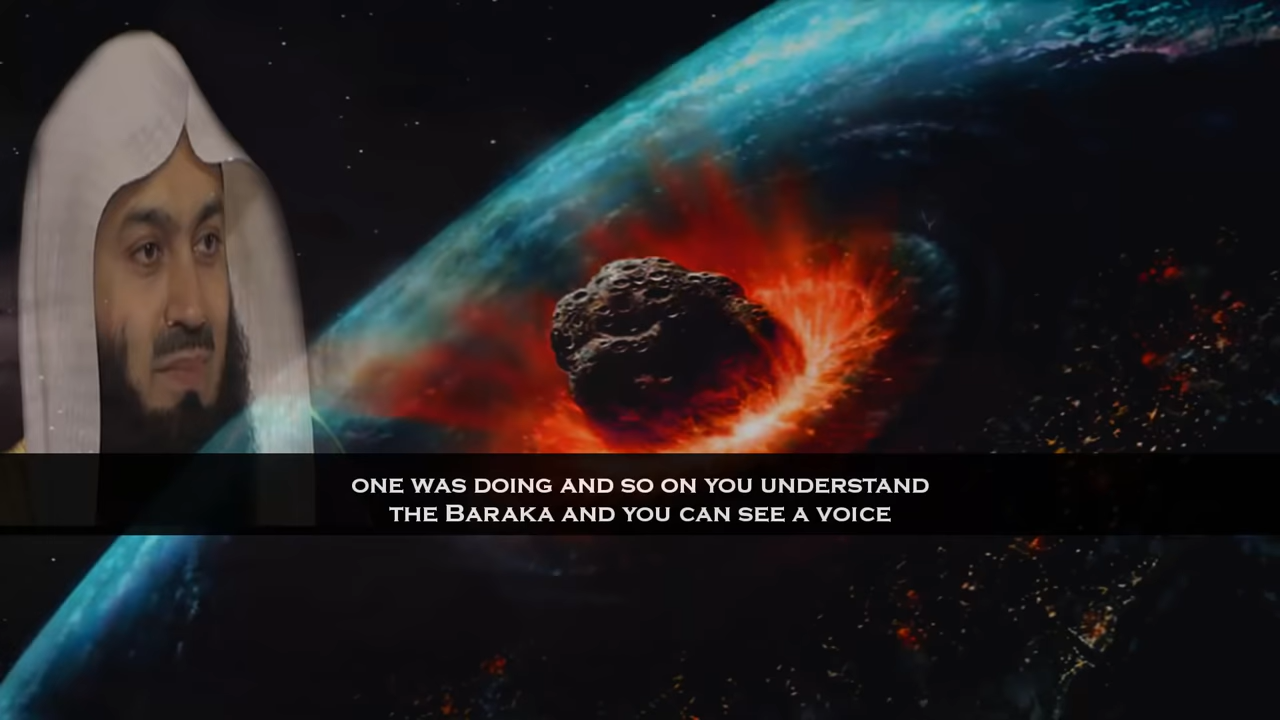 ONE WAS DOING AND SO ON YOU UNDERSTAND
THE BARAKA AND YOU CAN SEE A VOICE